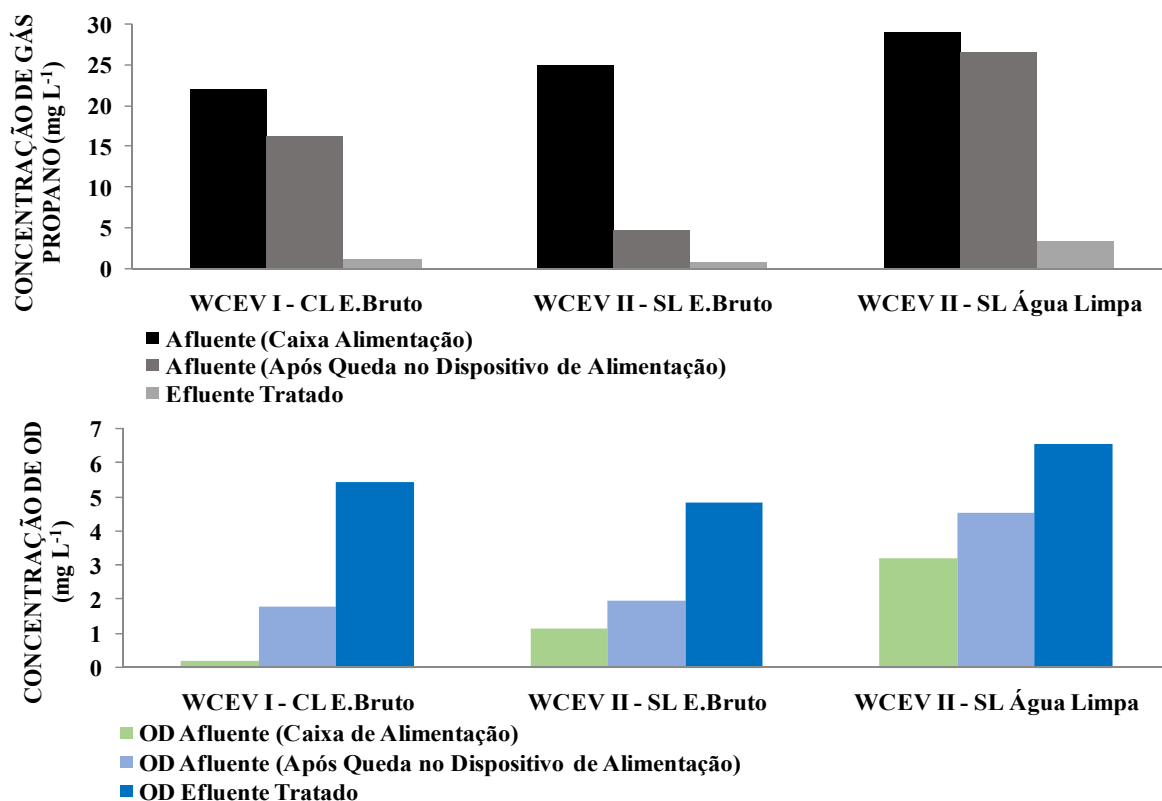 CONCENTRAÇÃO DE GÁS
PROPANO (mg L⁻¹)
30
25
20
15
10
5
0
WCEV I - CL E.Bruto
WCEV II - SL E.Bruto
WCEV II - SL Água Limpa
Afluente (Caixa Alimentação)
Afluente (Após Queda no Dispositivo de Alimentação)
Efluente Tratado
CONCENTRAÇÃO DE OD
(mg L⁻¹)
7
6
5
4
3
2
1
0
WCEV I - CL E.Bruto
WCEV II - SL E.Bruto
WCEV II - SL Água Limpa
OD Afluente (Caixa de Alimentação)
OD Afluente (Após Queda no Dispositivo de Alimentação)
OD Efluente Tratado